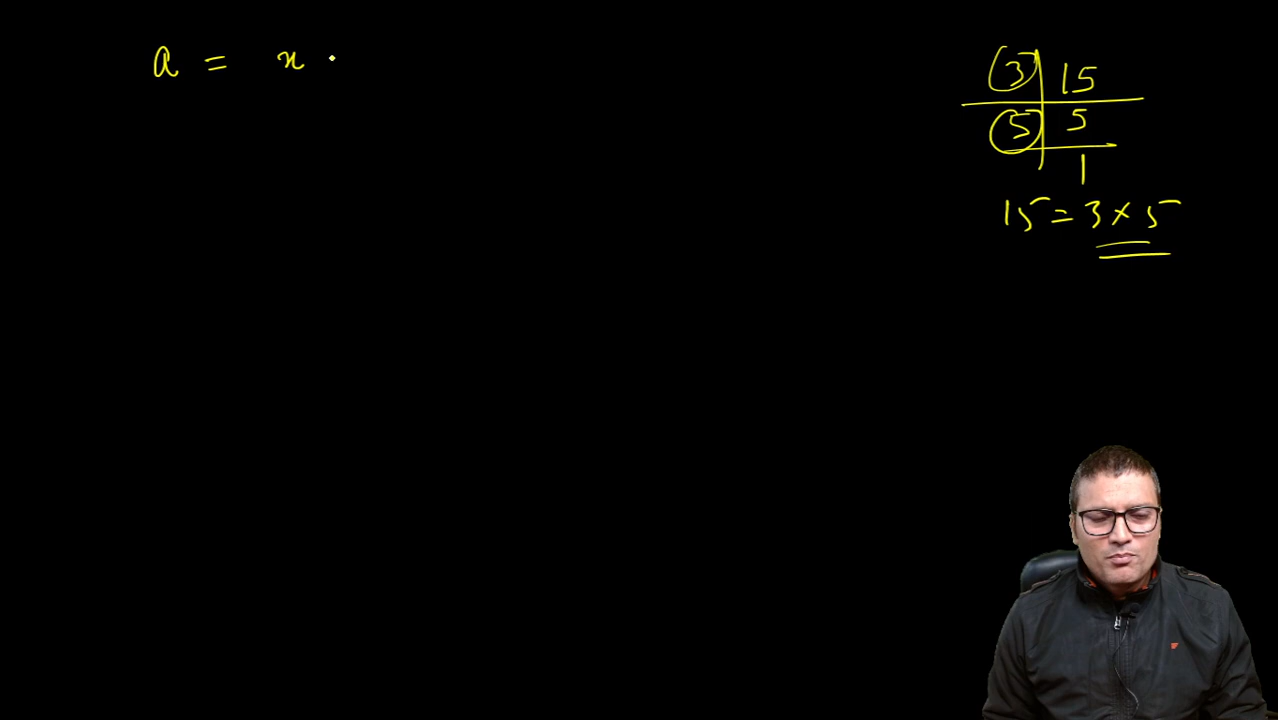 a = x
3 | 15
5 | 5
1
15 = 3 × 5